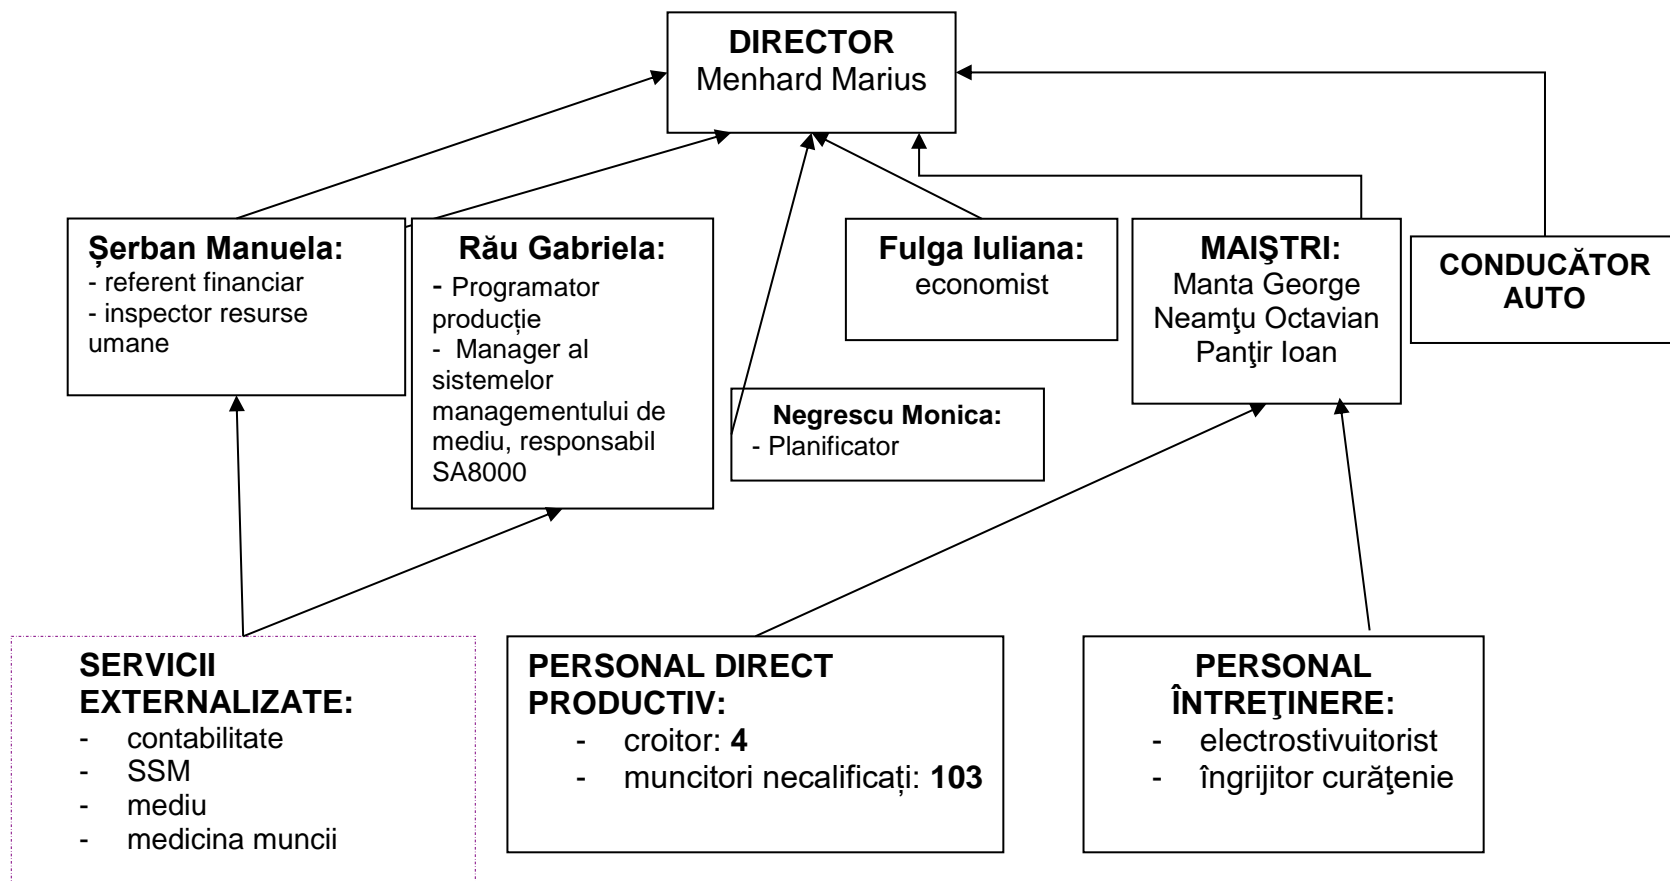 DIRECTOR
Menhard Marius
Șerban Manuela:
- referent financiar
- inspector resurse
umane
Rău Gabriela:
- Programator
producție
- Manager al
sistemelor
managementului de
mediu, responsabil
SA8000
Fulga Iuliana:
economist
MAIŞTRI:
Manta George
Neamţu Octavian
Panţir Ioan
CONDUCĂTOR
AUTO
Negrescu Monica:
- Planificator
SERVICII
EXTERNALIZATE:
- contabilitate
- SSM
- mediu
- medicina muncii
PERSONAL DIRECT
PRODUCTIV:
- croitor: 4
- muncitori necalificați: 103
PERSONAL
ÎNTREŢINERE:
- electrostivuitorist
- îngrijitor curăţenie